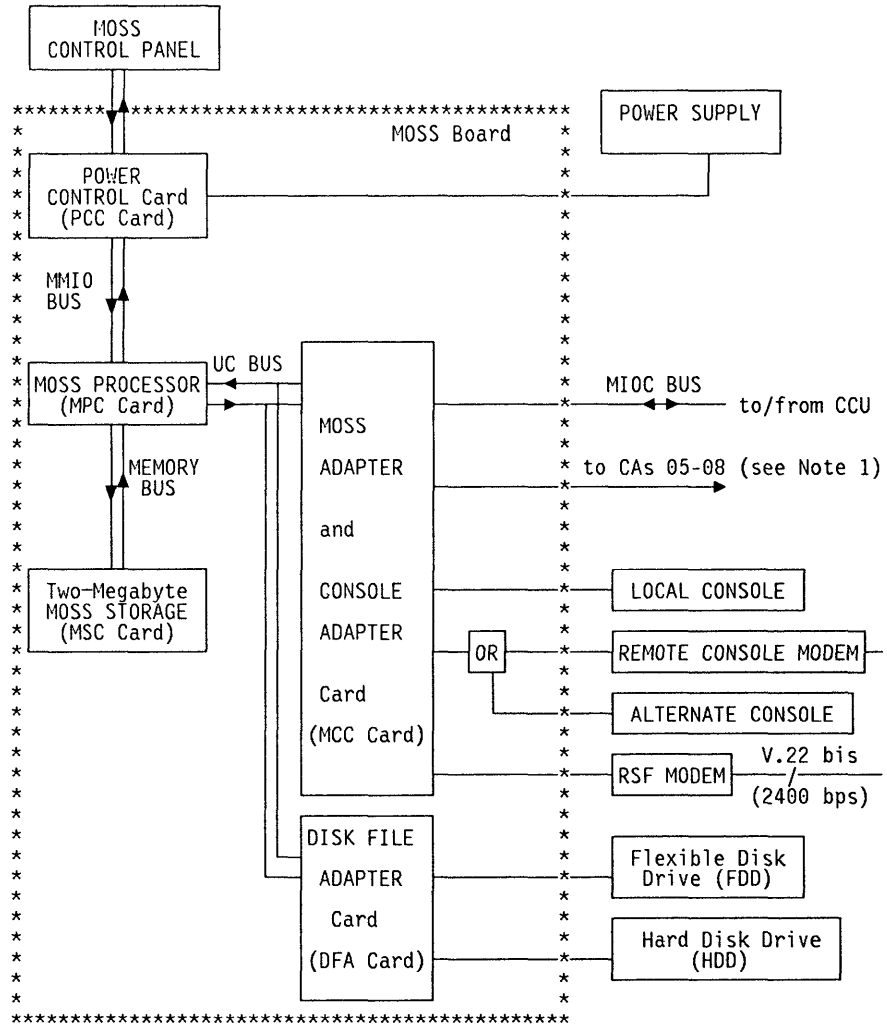 MOSS
CONTROL PANEL
MOSS Board
POWER SUPPLY
POWER
CONTROL Card
(PCC Card)
MMIO
BUS
UC BUS
MOSS PROCESSOR
(MPC Card)
MIOC BUS
to/from CCU
MEMORY
BUS
MOSS
ADAPTER
and
CONSOLE
ADAPTER
Card
(MCC Card)
to CAs 05-08 (see Note 1)
Two-Megabyte
MOSS STORAGE
(MSC Card)
LOCAL CONSOLE
OR
REMOTE CONSOLE MODEM
ALTERNATE CONSOLE
RSF MODEM
V.22 bis
(2400 bps)
DISK FILE
ADAPTER
Card
(DFA Card)
Flexible Disk
Drive (FDD)
Hard Disk Drive
(HDD)